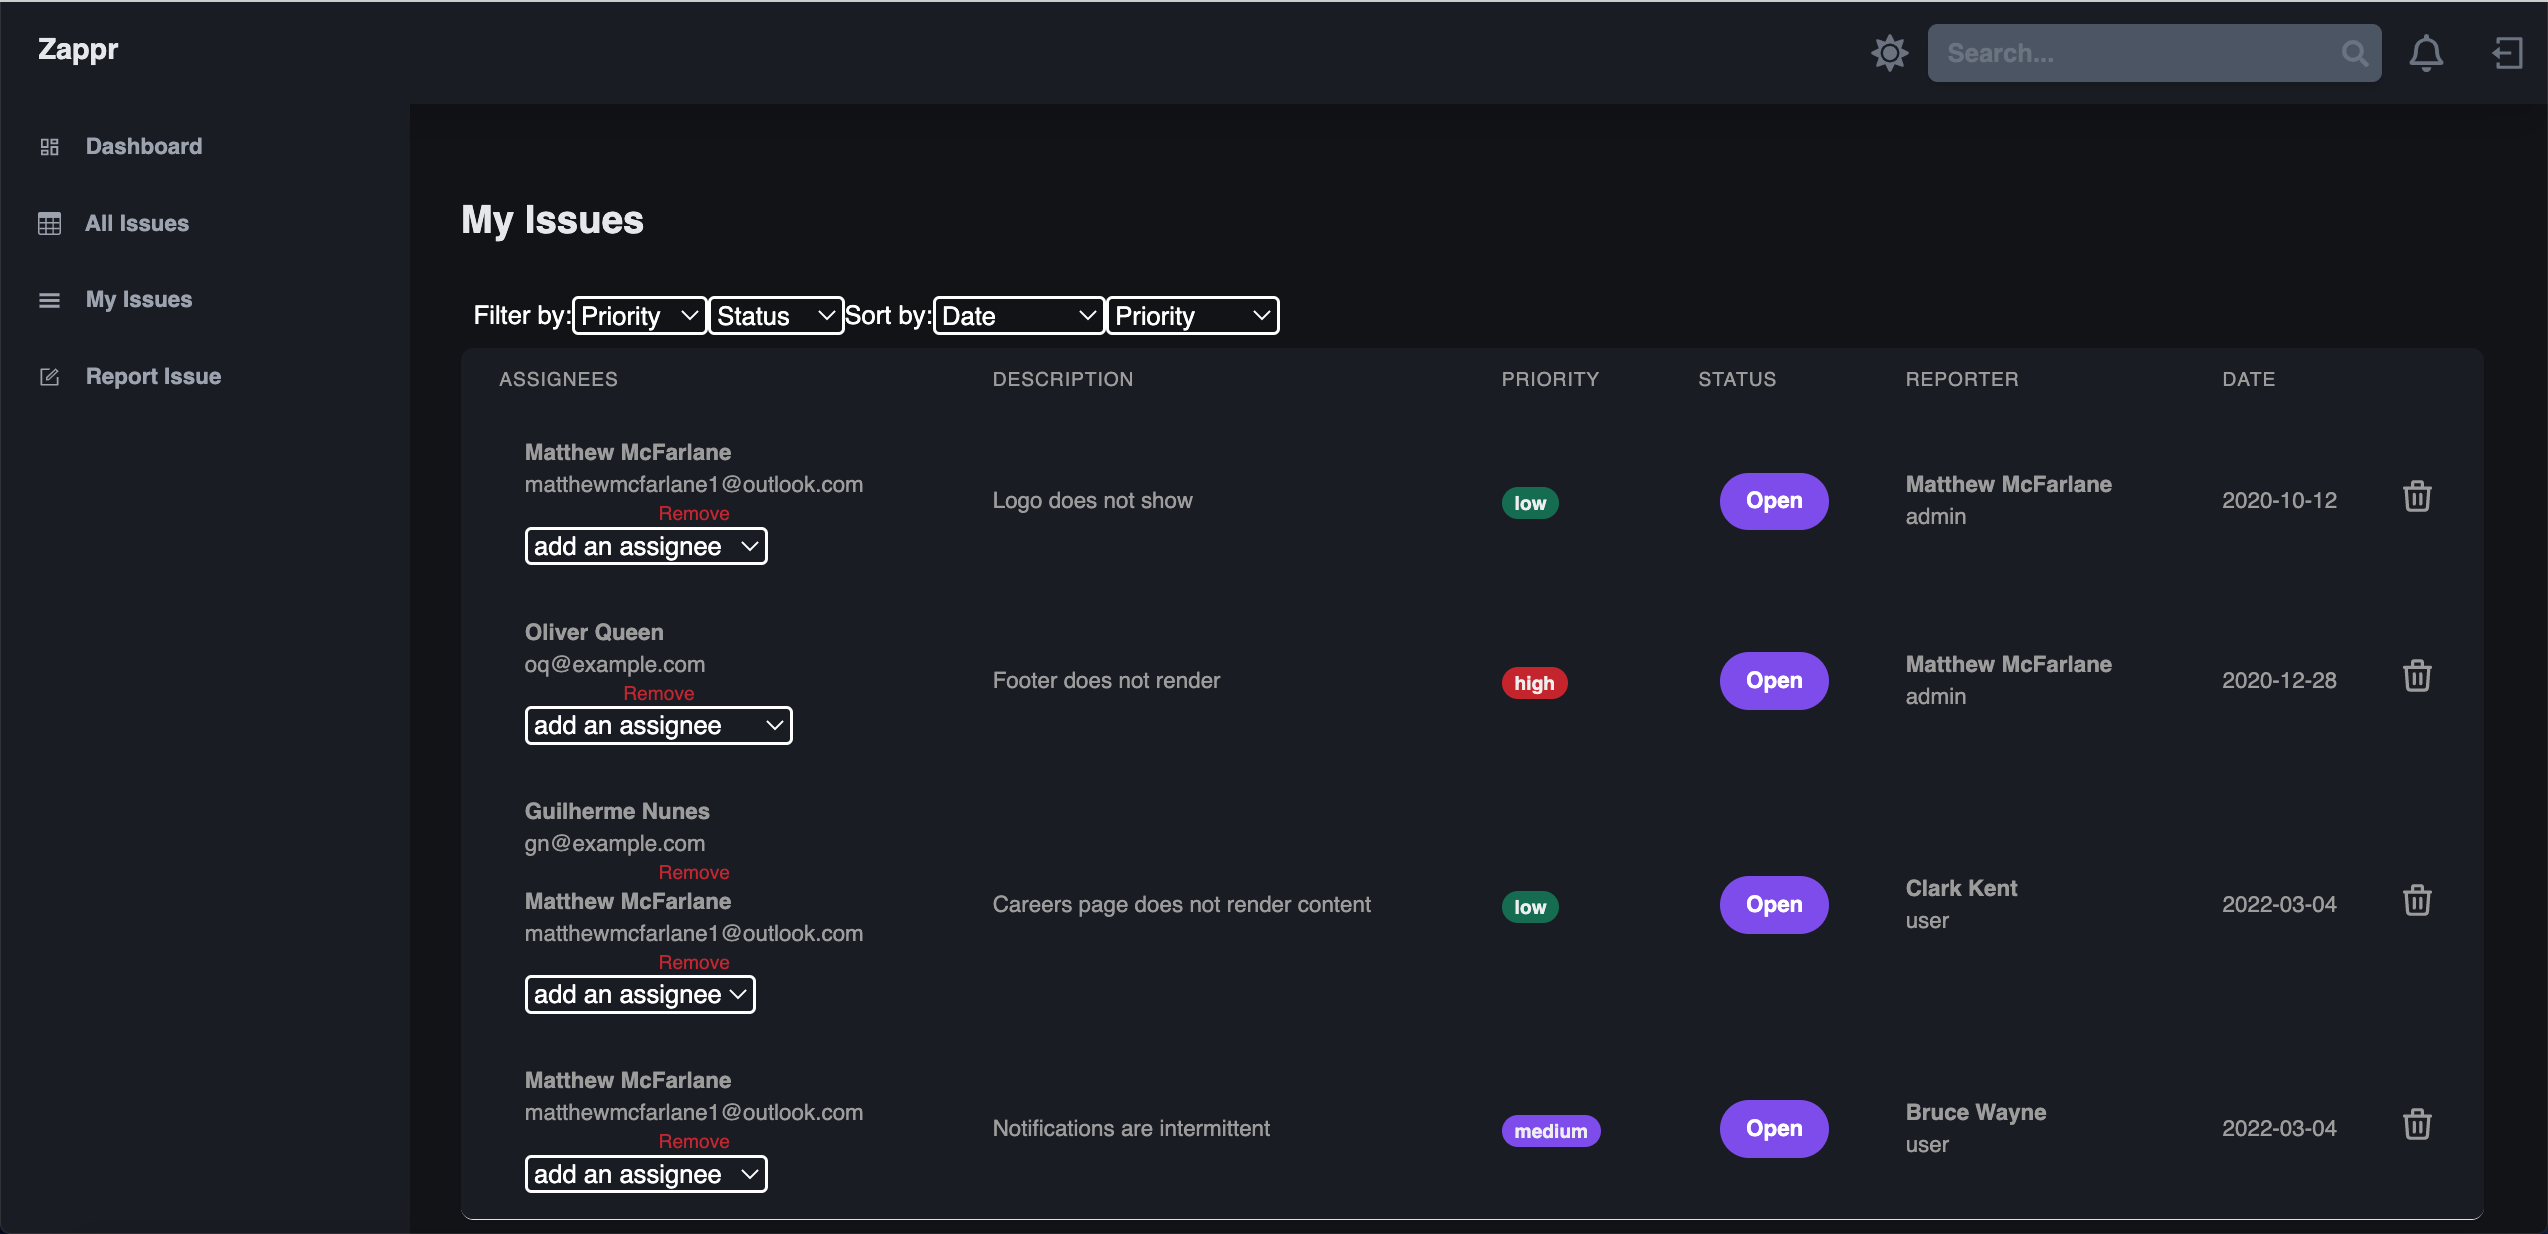 Zappr
Search...
Dashboard
All Issues
My Issues
Report Issue
My Issues
Filter by: Priority Status Sort by: Date Priority
ASSIGNEES DESCRIPTION PRIORITY STATUS REPORTER DATE
Matthew McFarlane
matthewmcfarlane1@outlook.com
Remove
add an assignee
Logo does not show
low
Open
Matthew McFarlane
admin
2020-10-12
Oliver Queen
oq@example.com
Remove
add an assignee
Footer does not render
high
Open
Matthew McFarlane
admin
2020-12-28
Guilherme Nunes
gn@example.com
Remove
Matthew McFarlane
matthewmcfarlane1@outlook.com
Remove
add an assignee
Careers page does not render content
low
Open
Clark Kent
user
2022-03-04
Matthew McFarlane
matthewmcfarlane1@outlook.com
Remove
add an assignee
Notifications are intermittent
medium
Open
Bruce Wayne
user
2022-03-04